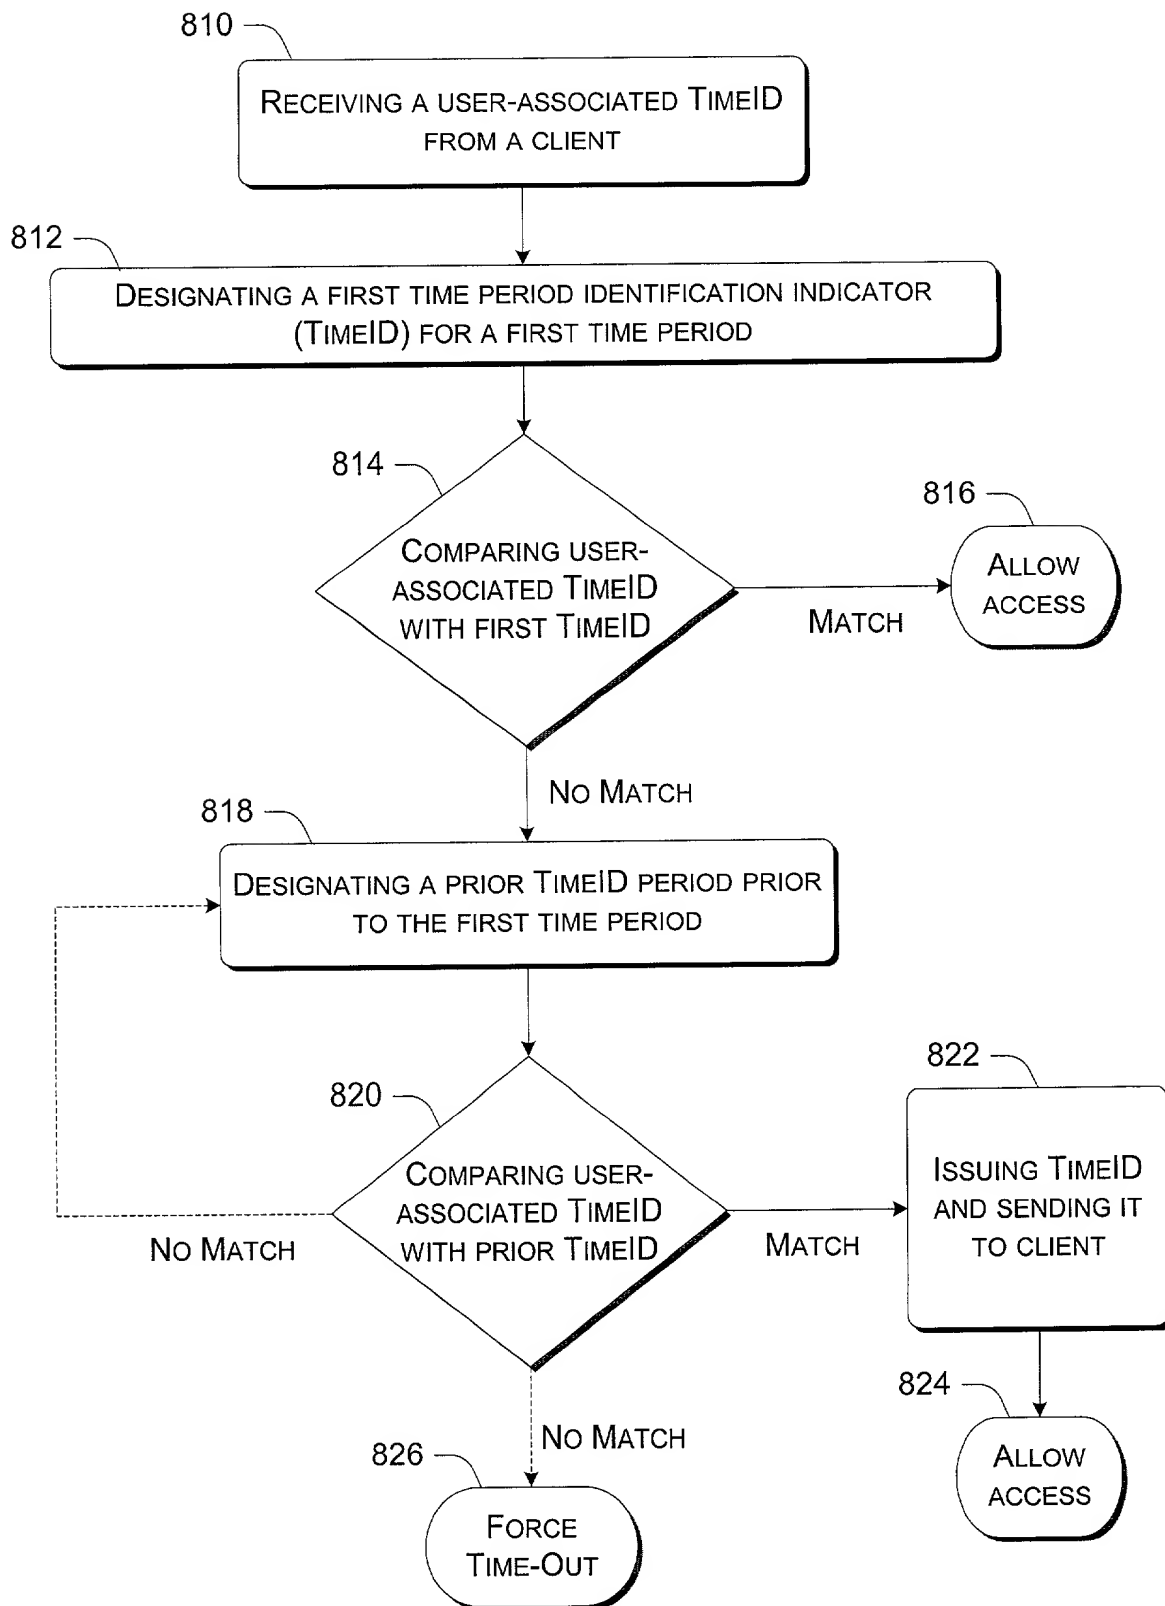 810
RECEIVING A USER-ASSOCIATED TIMEID
FROM A CLIENT
812
DESIGNATING A FIRST TIME PERIOD IDENTIFICATION INDICATOR
(TIMEID) FOR A FIRST TIME PERIOD
814
COMPARING USER-
ASSOCIATED TIMEID
WITH FIRST TIMEID
MATCH
816
ALLOW
ACCESS
NO MATCH
818
DESIGNATING A PRIOR TIMEID PERIOD PRIOR
TO THE FIRST TIME PERIOD
820
COMPARING USER-
ASSOCIATED TIMEID
WITH PRIOR TIMEID
NO MATCH
MATCH
822
ISSUING TIMEID
AND SENDING IT
TO CLIENT
824
ALLOW
ACCESS
NO MATCH
826
FORCE
TIME-OUT